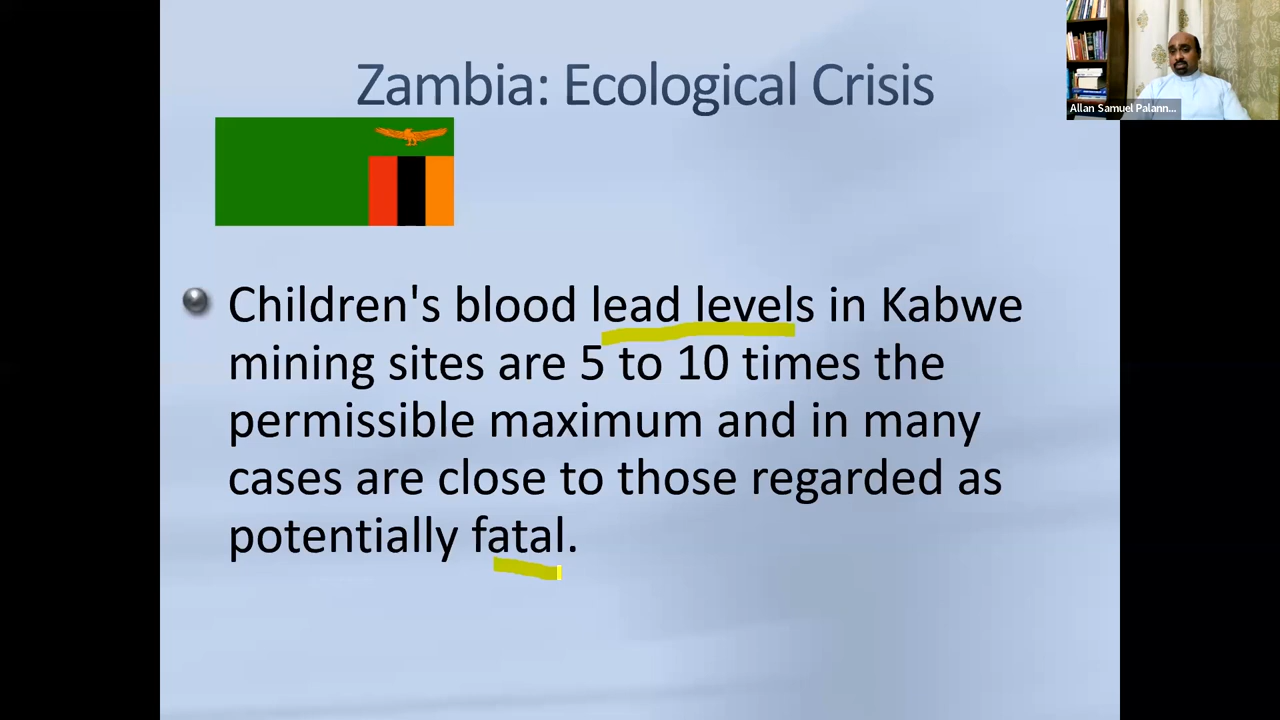 Zambia: Ecological Crisis
Allan Samuel Palann...
Children's blood lead levels in Kabwe
mining sites are 5 to 10 times the
permissible maximum and in many
cases are close to those regarded as
potentially fatal.